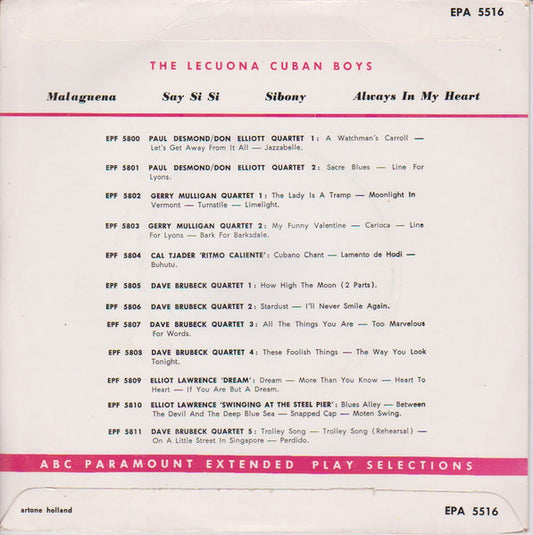 EPA 5516
THE LECUONA CUBAN BOYS
Malaguena Say Si Si Sibony Always In My Heart
EPF 5800 PAUL DESMOND/DON ELLIOTT QUARTET 1: A Watchman's Carroll —
Let's Get Away From It All — Jazzabelle.
EPF 5801 PAUL DESMOND/DON ELLIOTT QUARTET 2: Sacre Blues — Line For
Lyons.
EPF 5802 GERRY MULLIGAN QUARTET 1: The Lady Is A Tramp — Moonlight In
Vermont — Turnstile — Limelight.
EPF 5803 GERRY MULLIGAN QUARTET 2: My Funny Valentine — Carioca — Line
For Lyons — Bark For Barksdale.
EPF 5804 CAL TJADER 'RITMO CALIENTE': Cubano Chant — Lamento de Hodi —
Buhutu.
EPF 5805 DAVE BRUBECK QUARTET 1: How High The Moon (2 Parts).
EPF 5806 DAVE BRUBECK QUARTET 2: Stardust — I'll Never Smile Again.
EPF 5807 DAVE BRUBECK QUARTET 3: All The Things You Are — Too Marvelous
For Words.
EPF 5808 DAVE BRUBECK QUARTET 4: These Foolish Things — The Way You Look
Tonight.
EPF 5809 ELLIOT LAWRENCE 'DREAM': Dream — More Than You Know — Heart To
Heart — If You Are But A Dream.
EPF 5810 ELLIOT LAWRENCE 'SWINGING AT THE STEEL PIER': Blues Alley — Between
The Devil And The Deep Blue Sea — Snapped Cap — Moten Swing.
EPF 5811 DAVE BRUBECK QUARTET 5: Trolley Song — Trolley Song (Rehearsal) —
On A Little Street In Singapore — Perdido.
ABC PARAMOUNT EXTENDED PLAY SELECTIONS
artone holland EPA 5516